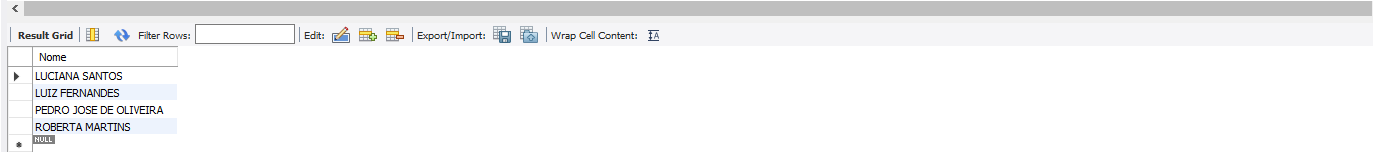 Result Grid Filter Rows: Edit: Export/Import: Wrap Cell Content: IA
Nome
LUCIANA SANTOS
LUIZ FERNANDES
PEDRO JOSE DE OLIVEIRA
ROBERTA MARTINS
NULL